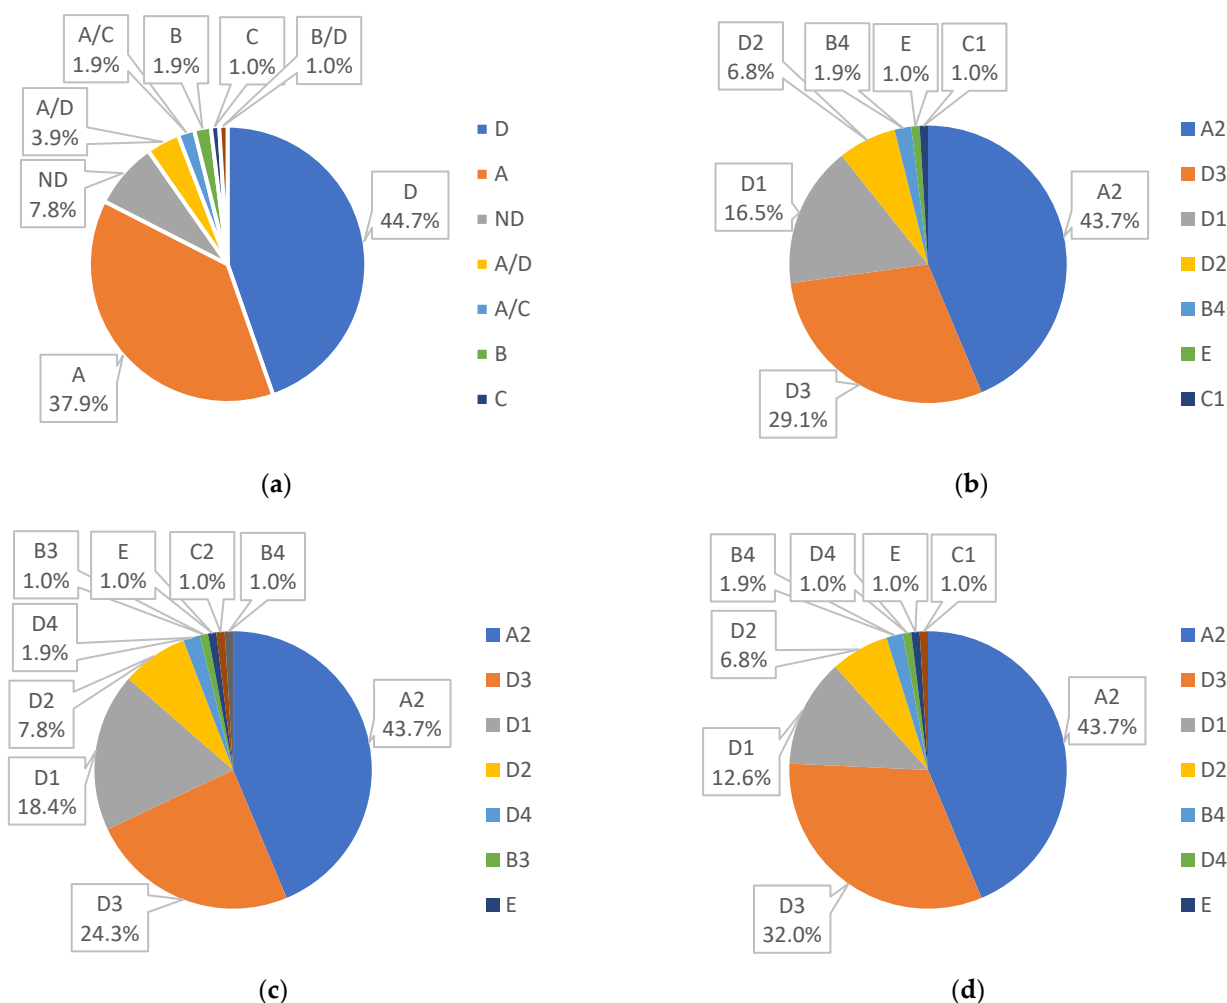 A/C
1.9%
B
1.9%
C
1.0%
B/D
1.0%
A/D
3.9%
ND
7.8%
D
44.7%
A
37.9%
D
A
ND
A/D
A/C
B
C
(a)
D2
6.8%
B4
1.9%
E
1.0%
C1
1.0%
D1
16.5%
A2
43.7%
D3
29.1%
A2
D3
D1
D2
B4
E
C1
(b)
B3
1.0%
E
1.0%
C2
1.0%
B4
1.0%
D4
1.9%
D2
7.8%
A2
43.7%
D1
18.4%
D3
24.3%
A2
D3
D1
D2
D4
B3
E
(c)
B4
1.9%
D4
1.0%
E
1.0%
C1
1.0%
D2
6.8%
A2
43.7%
D1
12.6%
D3
32.0%
A2
D3
D1
D2
B4
D4
E
(d)